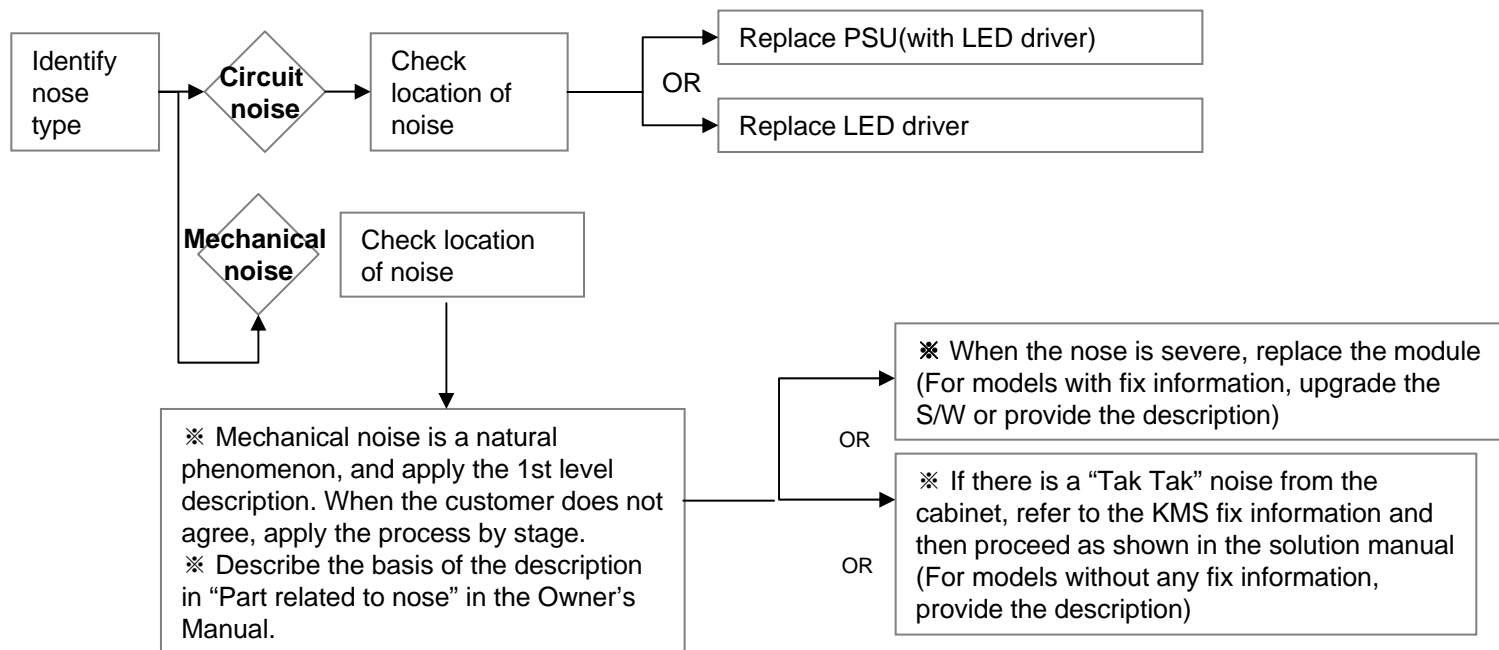 Identify
nose
type
Circuit
noise
Check
location of
noise
Replace PSU(with LED driver)
OR
Replace LED driver
Mechanical
noise
Check location
of noise
※ Mechanical noise is a natural
phenomenon, and apply the 1st level
description. When the customer does not
agree, apply the process by stage.
※ Describe the basis of the description
in “Part related to nose” in the Owner’s
Manual.
※ When the nose is severe, replace the module
(For models with fix information, upgrade the
S/W or provide the description)
OR
※ If there is a “Tak Tak” noise from the
cabinet, refer to the KMS fix information and
then proceed as shown in the solution manual
(For models without any fix information,
provide the description)
OR